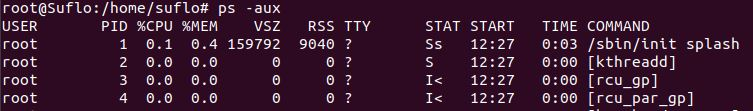 root@Suflo:/home/suflo# ps -aux
USER PID %CPU %MEM VSZ RSS TTY STAT START TIME COMMAND
root 1 0.1 0.4 159792 9040 ? Ss 12:27 0:03 /sbin/init splash
root 2 0.0 0.0 0 0 ? S 12:27 0:00 [kthreadd]
root 3 0.0 0.0 0 0 ? I< 12:27 0:00 [rcu_gp]
root 4 0.0 0.0 0 0 ? I< 12:27 0:00 [rcu_par_gp]